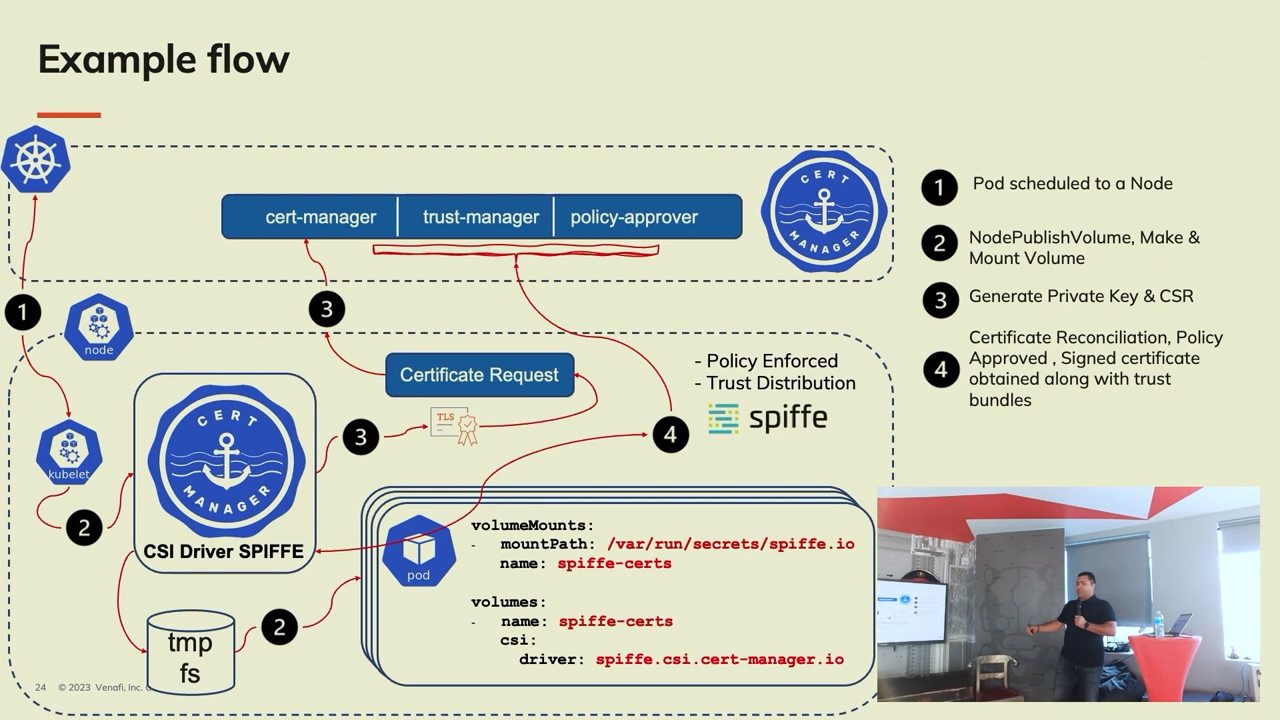 Example flow
CERT
MANAGER
cert-manager
trust-manager
policy-approver
1
Pod scheduled to a Node
2
NodePublishVolume, Make &
Mount Volume
3
Generate Private Key & CSR
4
Certificate Reconciliation, Policy
Approved , Signed certificate
obtained along with trust
bundles
1
3
node
Certificate Request
- Policy Enforced
- Trust Distribution
spiffe
CERT
MANAGER
CSI Driver SPIFFE
kubelet
2
3
TLS
4
pod
volumeMounts:
- mountPath: /var/run/secrets/spiffe.io
name: spiffe-certs
volumes:
- name: spiffe-certs
csi:
driver: spiffe.csi.cert-manager.io
2
tmp
fs
24 © 2023 Venafi, Inc.